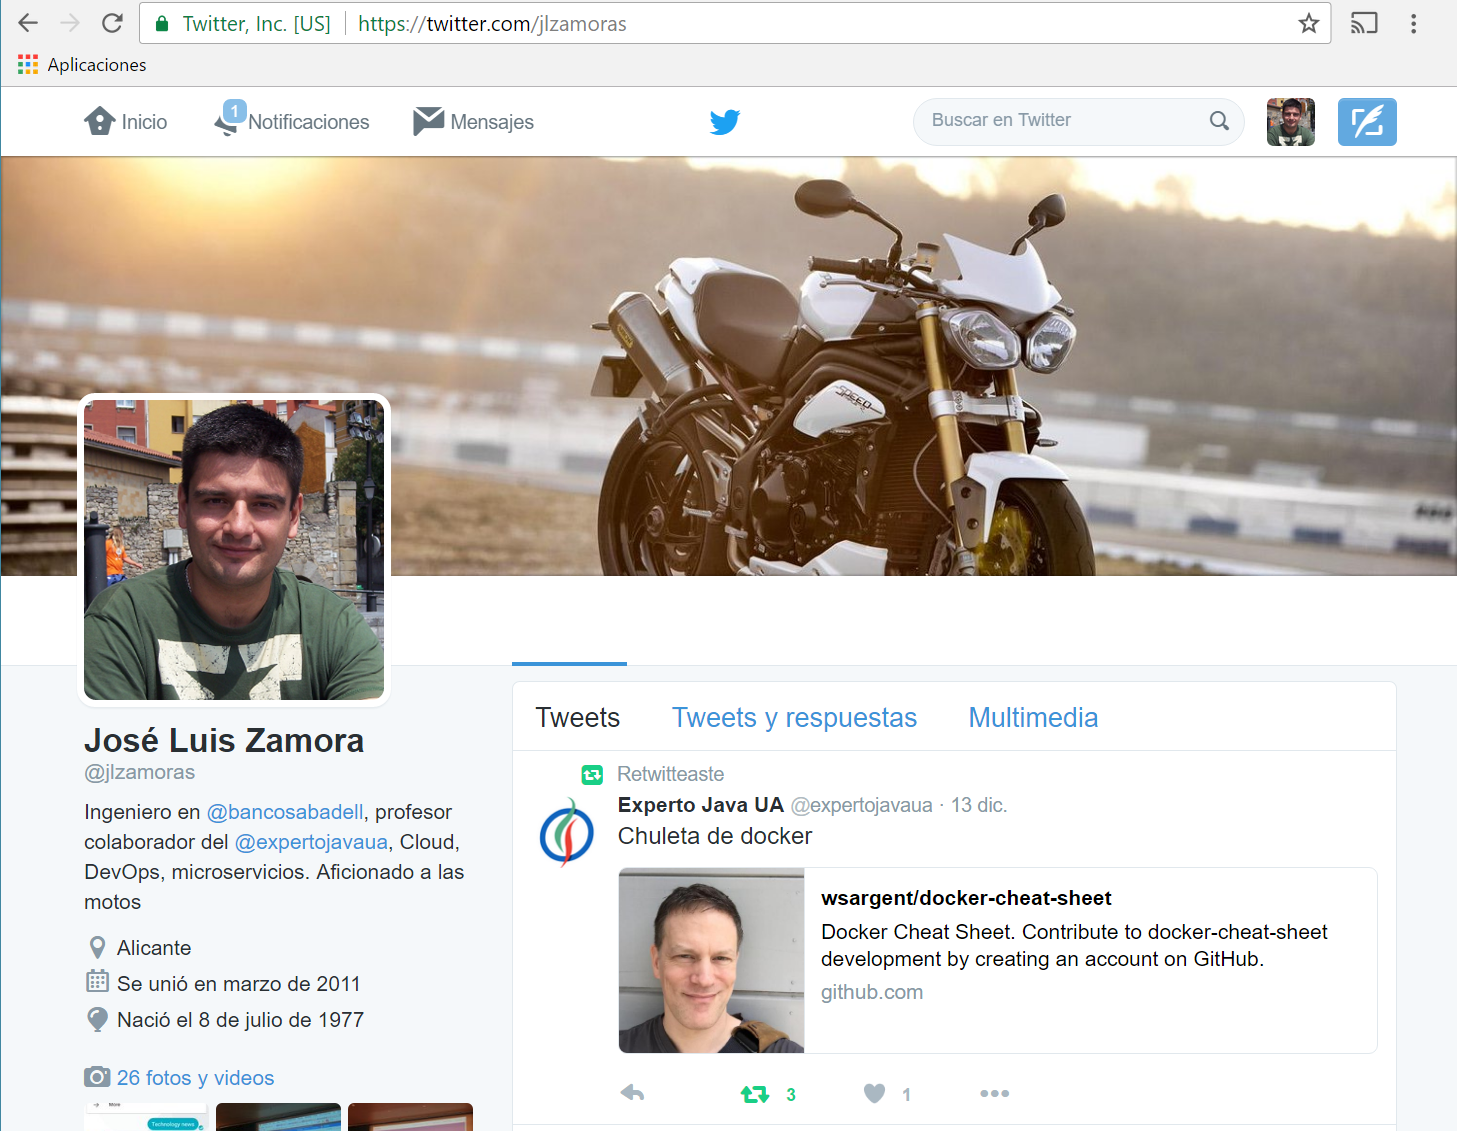 Twitter, Inc. [US]
https://twitter.com/jlzamoras
Aplicaciones
Inicio
1
Notificaciones
Mensajes
Buscar en Twitter
SPEED
José Luis Zamora
@jlzamoras
Ingeniero en @bancosabadell, profesor
colaborador del @expertojavaua, Cloud,
DevOps, microservicios. Aficionado a las
motos
Alicante
Se unió en marzo de 2011
Nació el 8 de julio de 1977
26 fotos y videos
More
Technology news
Tweets
Tweets y respuestas
Multimedia
Retwitteaste
Experto Java UA @expertojavaua · 13 dic.
Chuleta de docker
wsargent/docker-cheat-sheet
Docker Cheat Sheet. Contribute to docker-cheat-sheet
development by creating an account on GitHub.
github.com
3
1